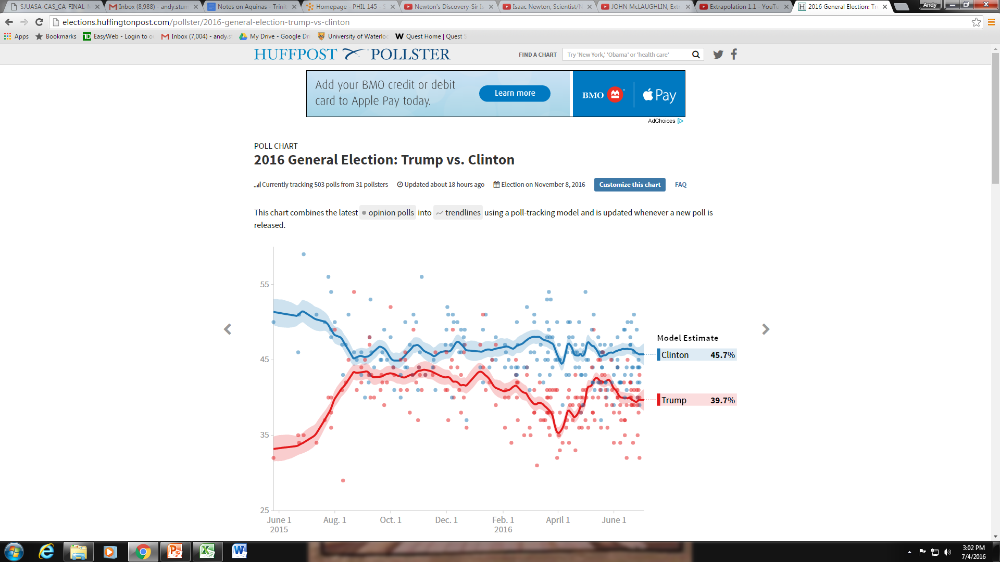 SJUASA-CAS_CA-FINAL-M
Inbox (8,988) - andy.stum
Notes on Aquinas - Trinit
Homepage - PHIL 145 - S
Newton's Discovery-Sir Is
Isaac Newton, Scientist/N
JOHN McLAUGHLIN, Extr
Extrapolation 1.1 - YouTu
2016 General Election: Tr
Andy
elections.huffingtonpost.com/pollster/2016-general-election-trump-vs-clinton
Apps
Bookmarks
EasyWeb - Login to o
Inbox (7,004) - andy.s
My Drive - Google Dr
University of Waterloo
Quest Home | Quest S
HUFFPOST POLLSTER
FIND A CHART
Try 'New York,' 'Obama' or 'health care'
Add your BMO credit or debit
card to Apple Pay today.
Learn more
BMO
Pay
AdChoices
POLL CHART
2016 General Election: Trump vs. Clinton
Currently tracking 503 polls from 31 pollsters
Updated about 18 hours ago
Election on November 8, 2016
Customize this chart
FAQ
This chart combines the latest opinion polls into trendlines using a poll-tracking model and is updated whenever a new poll is
released.
55
45
35
25
June 1
2015
Aug. 1
Oct. 1
Dec. 1
Feb. 1
2016
April 1
June 1
Model Estimate
Clinton 45.7%
Trump 39.7%
3:02 PM
7/4/2016